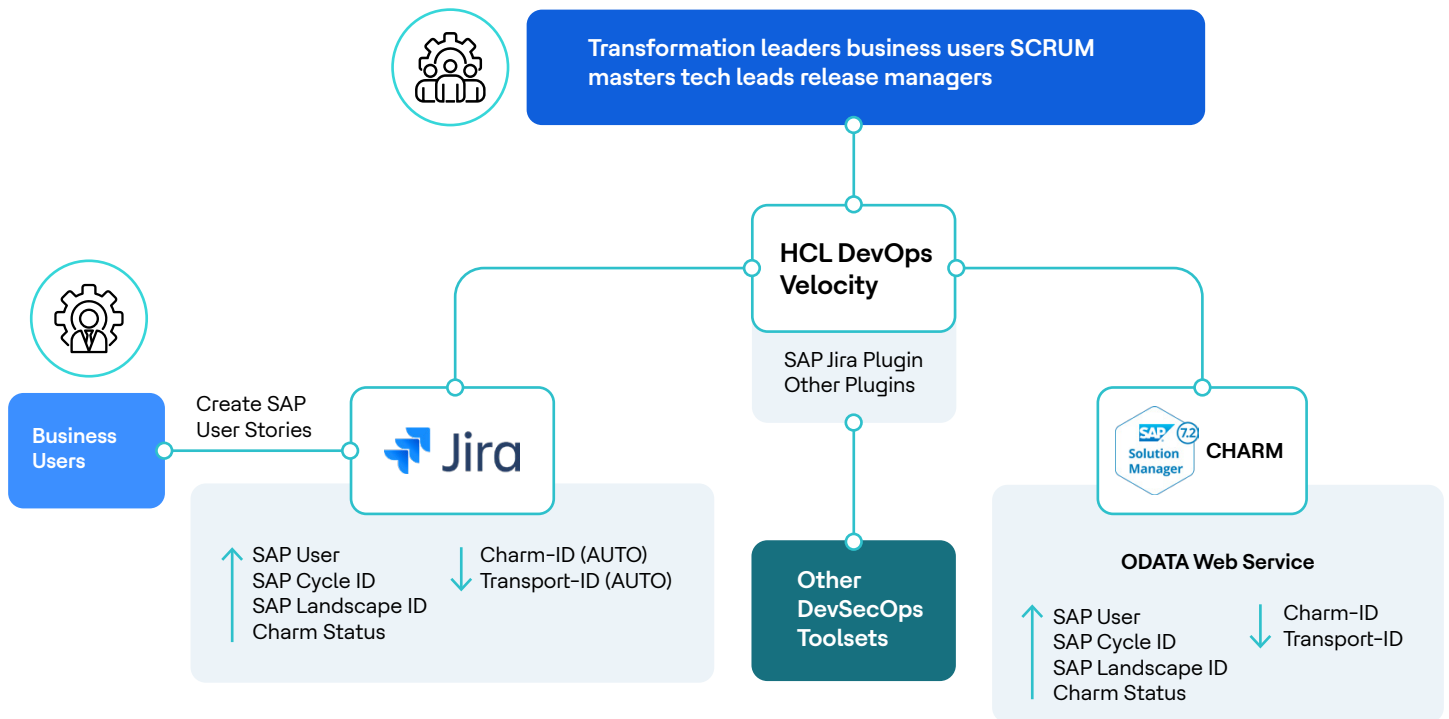 Transformation leaders business users SCRUM
masters tech leads release managers
HCL DevOps
Velocity
SAP Jira Plugin
Other Plugins
Business
Users
Create SAP
User Stories
Jira
SAP User
SAP Cycle ID
SAP Landscape ID
Charm Status
Charm-ID (AUTO)
Transport-ID (AUTO)
Other
DevSecOps
Toolsets
SAP 7.2
Solution
Manager
CHARM
ODATA Web Service
SAP User
SAP Cycle ID
SAP Landscape ID
Charm Status
Charm-ID
Transport-ID